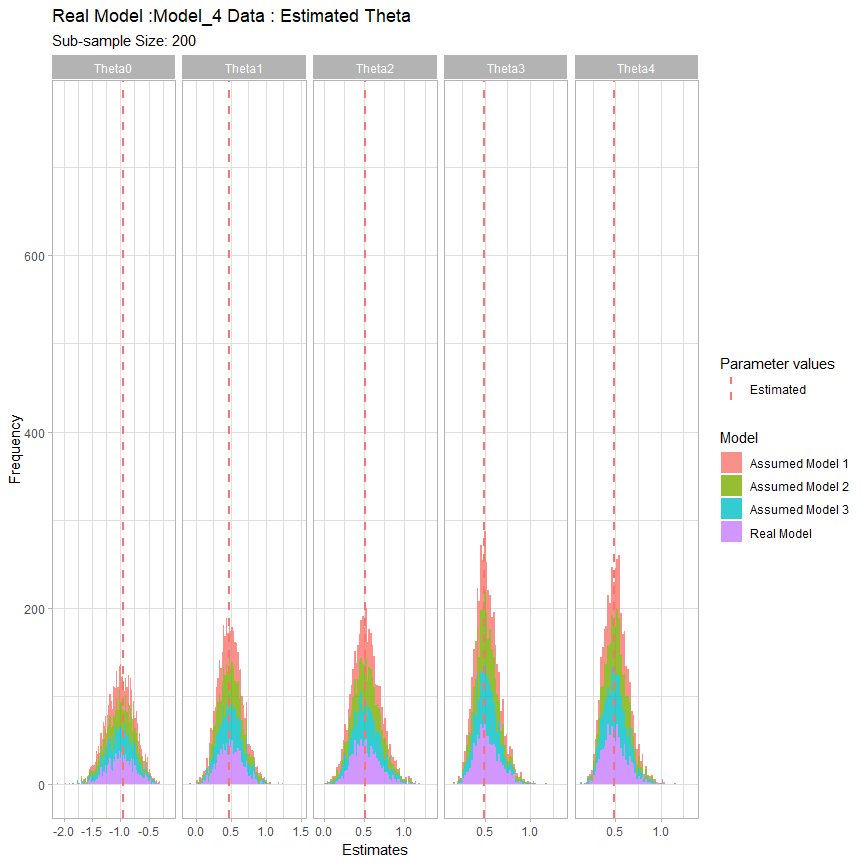 Real Model :Model_4 Data : Estimated Theta
Sub-sample Size: 200
Theta0 Theta1 Theta2 Theta3 Theta4
600
400
200
0
Frequency
-2.0 -1.5 -1.0 -0.5 0.0 0.5 1.0 1.5 0.0 0.5 1.0 0.5 1.0 0.5 1.0
Estimates
Parameter values
Estimated
Model
Assumed Model 1
Assumed Model 2
Assumed Model 3
Real Model